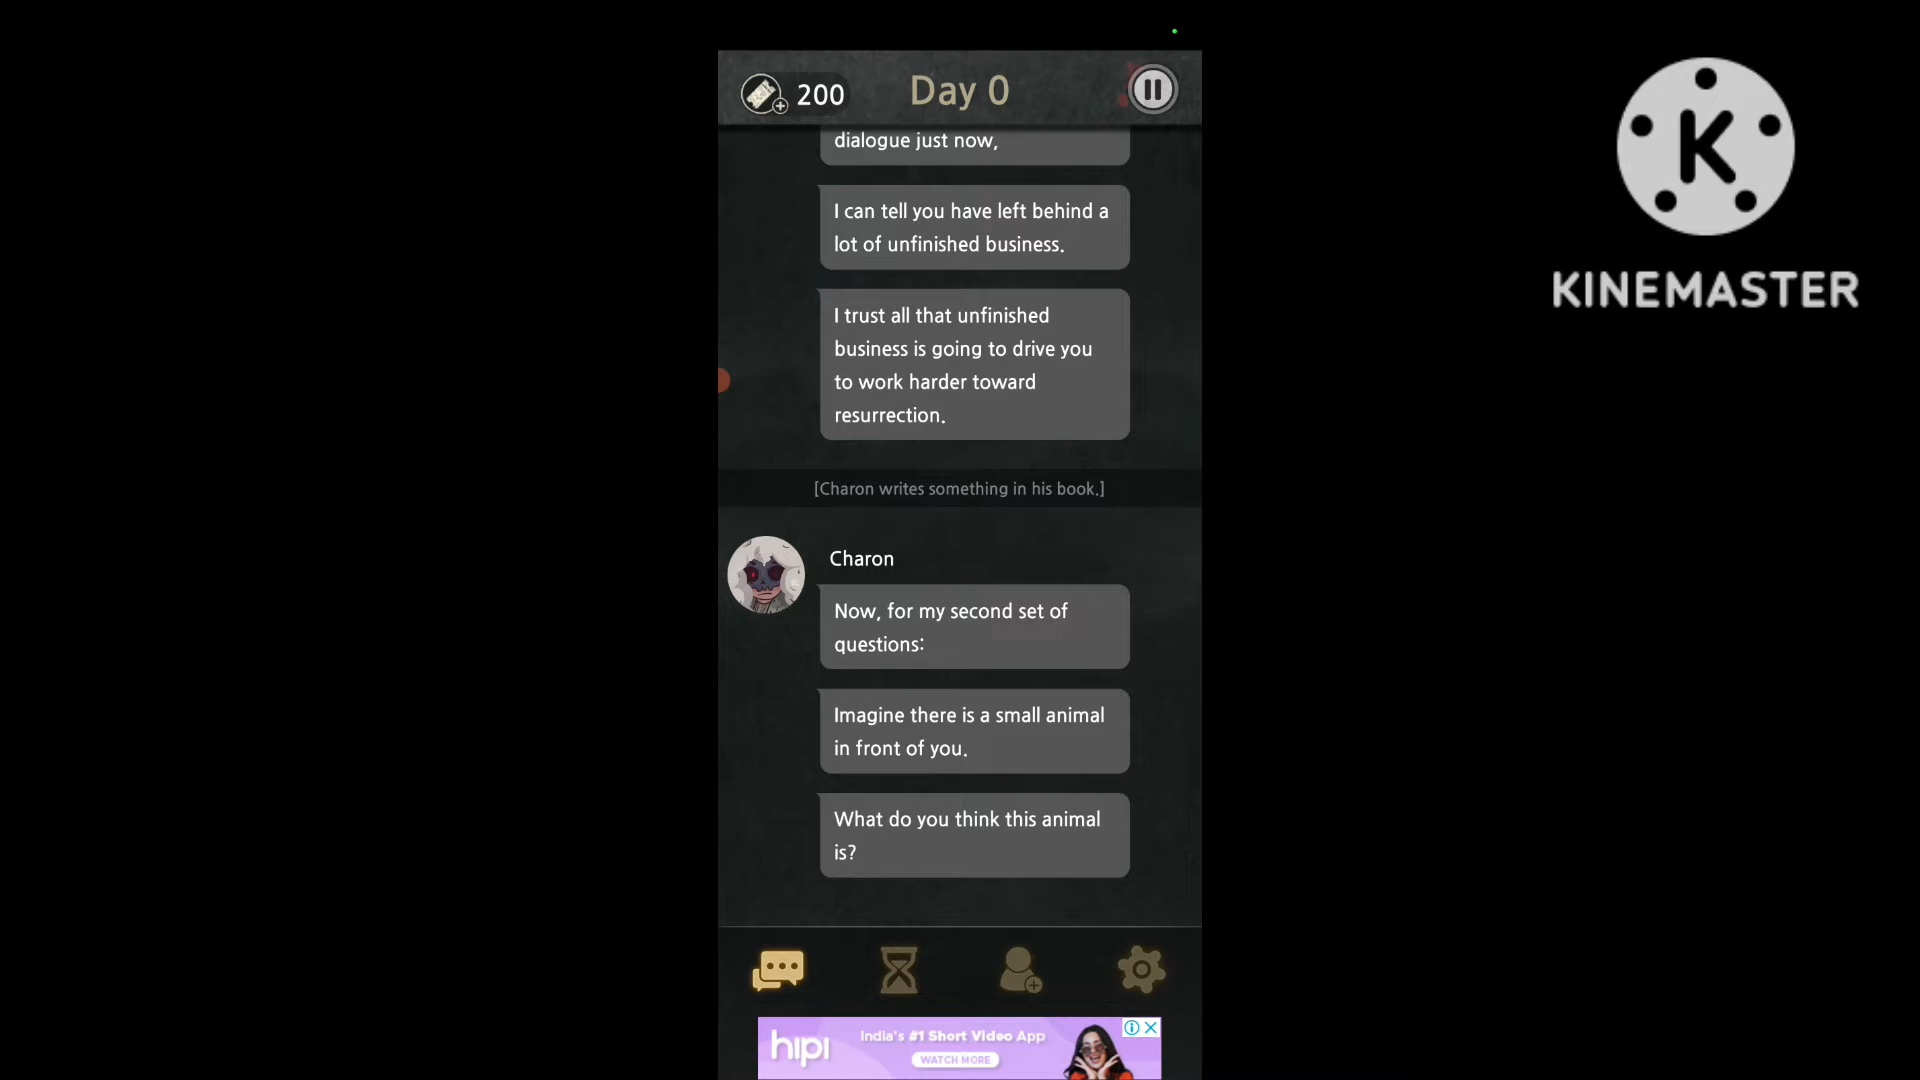 200
Day 0
dialogue just now,
I can tell you have left behind a
lot of unfinished business.
I trust all that unfinished
business is going to drive you
to work harder toward
resurrection.
[Charon writes something in his book.]
Charon
Now, for my second set of
questions:
Imagine there is a small animal
in front of you.
What do you think this animal
is?
hipi
India's #1 Short Video App
WATCH MORE
K
KINEMASTER